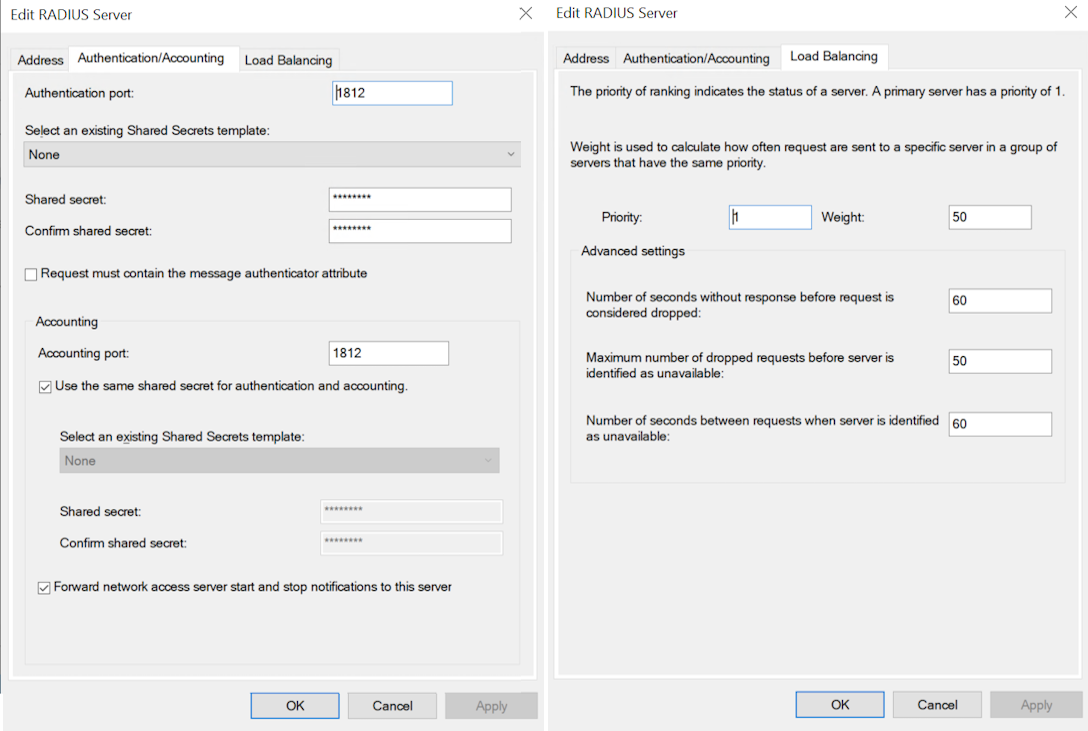 Edit RADIUS Server
Address
Authentication/Accounting
Load Balancing
Authentication port:
1812
Select an existing Shared Secrets template:
None
Shared secret:
********
Confirm shared secret:
********
Request must contain the message authenticator attribute
Accounting
Accounting port:
1812
Use the same shared secret for authentication and accounting.
Select an existing Shared Secrets template:
None
Shared secret:
********
Confirm shared secret:
********
Forward network access server start and stop notifications to this server
OK
Cancel
Apply
Edit RADIUS Server
Address
Authentication/Accounting
Load Balancing
The priority of ranking indicates the status of a server. A primary server has a priority of 1.
Weight is used to calculate how often request are sent to a specific server in a group of
servers that have the same priority.
Priority:
1
Weight:
50
Advanced settings
Number of seconds without response before request is
considered dropped:
60
Maximum number of dropped requests before server is
identified as unavailable:
50
Number of seconds between requests when server is identified
as unavailable:
60
OK
Cancel
Apply